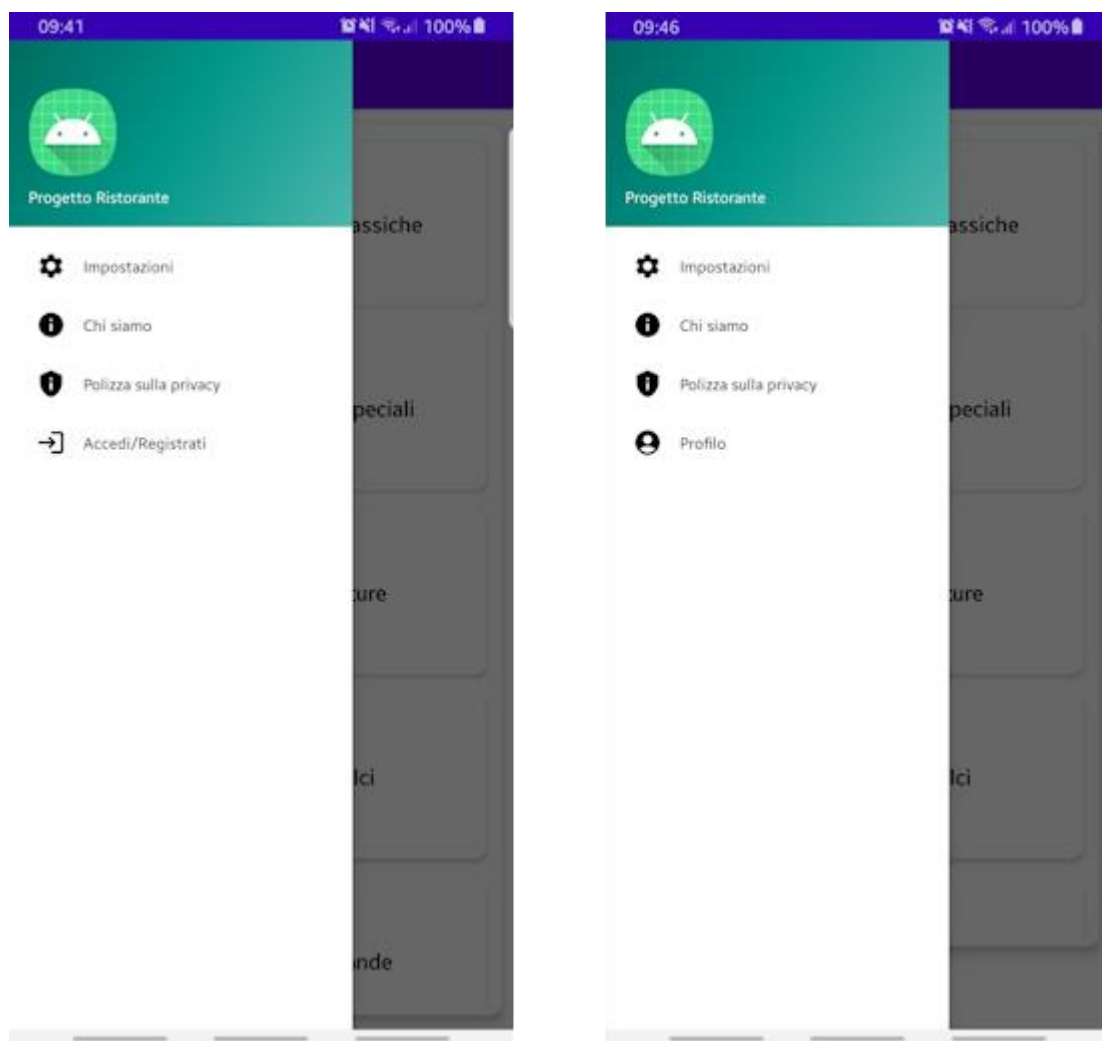 09:41
100%
Progetto Ristorante
Impostazioni
Chi siamo
Polizza sulla privacy
Accedi/Registrati
assiche
peciali
ture
lci
nde
09:46
100%
Progetto Ristorante
Impostazioni
Chi siamo
Polizza sulla privacy
Profilo
assiche
peciali
ture
lci